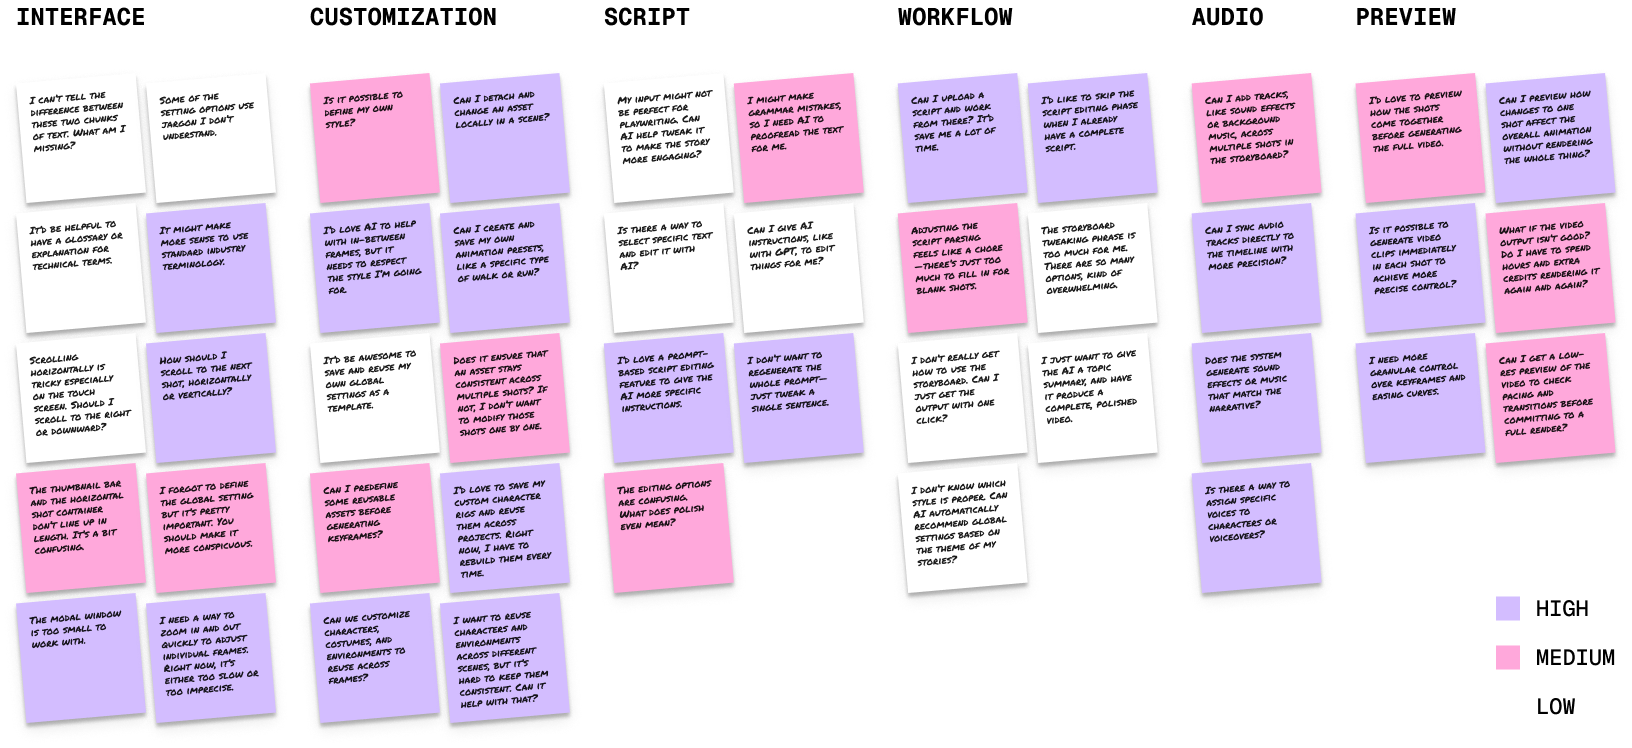 INTERFACE
I CAN'T TELL THE
DIFFERENCE BETWEEN
THESE TWO CHUNKS
OF TEXT. WHAT AM I
MISSING?
SOME OF THE
SETTING OPTIONS USE
JARGON I DON'T
UNDERSTAND.
IT'D BE HELPFUL TO
HAVE A GLOSSARY OR
EXPLANATION FOR
TECHNICAL TERMS.
IT MIGHT MAKE
MORE SENSE TO USE
STANDARD INDUSTRY
TERMINOLOGY.
SCROLLING
HORIZONTALLY IS
TRICKY ESPECIALLY
ON THE TOUCH
SCREEN. SHOULD I
SCROLL TO THE RIGHT
OR DOWNWARD?
HOW SHOULD I
SCROLL TO THE NEXT
SHOT, HORIZONTALLY
OR VERTICALLY?
THE THUMBNAIL BAR
AND THE HORIZONTAL
SHOT CONTAINER
DON'T LINE UP IN
LENGTH. IT'S A BIT
CONFUSING.
I FORGOT TO DEFINE
THE GLOBAL SETTING
BUT IT'S PRETTY
IMPORTANT. YOU
SHOULD MAKE IT
MORE CONSPICUOUS.
THE MODAL WINDOW
IS TOO SMALL TO
WORK WITH.
I NEED A WAY TO
ZOOM IN AND OUT
QUICKLY TO ADJUST
INDIVIDUAL FRAMES.
RIGHT NOW, IT'S
EITHER TOO SLOW OR
TOO IMPRECISE.
CUSTOMIZATION
IS IT POSSIBLE TO
DEFINE MY OWN
STYLE?
CAN I DETACH AND
CHANGE AN ASSET
LOCALLY IN A SCENE?
I'D LOVE AI TO HELP
WITH IN-BETWEEN
FRAMES, BUT IT
NEEDS TO RESPECT
THE STYLE I'M GOING
FOR.
CAN I CREATE AND
SAVE MY OWN
ANIMATION PRESETS,
LIKE A SPECIFIC TYPE
OF WALK OR RUN?
IT'D BE AWESOME TO
SAVE AND REUSE MY
OWN GLOBAL
SETTINGS AS A
TEMPLATE.
DOES IT ENSURE THAT
AN ASSET STAYS
CONSISTENT ACROSS
MULTIPLE SHOTS? IF
NOT, I DON'T WANT
TO MODIFY THOSE
SHOTS ONE BY ONE.
CAN I PREDEFINE
SOME REUSABLE
ASSETS BEFORE
GENERATING
KEYFRAMES?
I'D LOVE TO SAVE MY
CUSTOM CHARACTER
RIGS AND REUSE
THEM ACROSS
PROJECTS. RIGHT
NOW, I HAVE TO
REBUILD THEM EVERY
TIME.
CAN WE CUSTOMIZE
CHARACTERS,
COSTUMES, AND
ENVIRONMENTS TO
REUSE ACROSS
FRAMES?
I WANT TO REUSE
CHARACTERS AND
ENVIRONMENTS
ACROSS DIFFERENT
SCENES, BUT IT'S
HARD TO KEEP THEM
CONSISTENT. CAN IT
HELP WITH THAT?
SCRIPT
MY INPUT MIGHT NOT
BE PERFECT FOR
PLAYWRITING. CAN
AI HELP TWEAK IT
TO MAKE THE STORY
MORE ENGAGING?
I MIGHT MAKE
GRAMMAR MISTAKES,
SO I NEED AI TO
PROOFREAD THE TEXT
FOR ME.
IS THERE A WAY TO
SELECT SPECIFIC TEXT
AND EDIT IT WITH
AI?
CAN I GIVE AI
INSTRUCTIONS, LIKE
WITH GPT, TO EDIT
THINGS FOR ME?
I'D LOVE A PROMPT-
BASED SCRIPT EDITING
FEATURE TO GIVE THE
AI MORE SPECIFIC
INSTRUCTIONS.
I DON'T WANT TO
REGENERATE THE
WHOLE PROMPT—
JUST TWEAK A
SINGLE SENTENCE.
THE EDITING OPTIONS
ARE CONFUSING.
WHAT DOES POLISH
EVEN MEAN?
WORKFLOW
CAN I UPLOAD A
SCRIPT AND WORK
FROM THERE? IT'D
SAVE ME A LOT OF
TIME.
I'D LIKE TO SKIP THE
SCRIPT EDITING PHASE
WHEN I ALREADY
HAVE A COMPLETE
SCRIPT.
ADJUSTING THE
SCRIPT PARSING
FEELS LIKE A CHORE
—THERE'S JUST TOO
MUCH TO FILL IN FOR
BLANK SHOTS.
THE STORYBOARD
TWEAKING PHRASE IS
TOO MUCH FOR ME.
THERE ARE SO MANY
OPTIONS, KIND OF
OVERWHELMING.
I DON'T REALLY GET
HOW TO USE THE
STORYBOARD. CAN I
JUST GET THE
OUTPUT WITH ONE
CLICK?
I JUST WANT TO GIVE
THE AI A TOPIC
SUMMARY, AND HAVE
IT PRODUCE A
COMPLETE, POLISHED
VIDEO.
I DON'T KNOW WHICH
STYLE IS PROPER. CAN
AI AUTOMATICALLY
RECOMMEND GLOBAL
SETTINGS BASED ON
THE THEME OF MY
STORIES?
AUDIO
CAN I ADD TRACKS,
LIKE SOUND EFFECTS
OR BACKGROUND
MUSIC, ACROSS
MULTIPLE SHOTS IN
THE STORYBOARD?
CAN I SYNC AUDIO
TRACKS DIRECTLY TO
THE TIMELINE WITH
MORE PRECISION?
DOES THE SYSTEM
GENERATE SOUND
EFFECTS OR MUSIC
THAT MATCH THE
NARRATIVE?
IS THERE A WAY TO
ASSIGN SPECIFIC
VOICES TO
CHARACTERS OR
VOICEOVERS?
PREVIEW
I'D LOVE TO PREVIEW
HOW THE SHOTS
COME TOGETHER
BEFORE GENERATING
THE FULL VIDEO.
CAN I PREVIEW HOW
CHANGES TO ONE
SHOT AFFECT THE
OVERALL ANIMATION
WITHOUT RENDERING
THE WHOLE THING?
IS IT POSSIBLE TO
GENERATE VIDEO
CLIPS IMMEDIATELY
IN EACH SHOT TO
ACHIEVE MORE
PRECISE CONTROL?
WHAT IF THE VIDEO
OUTPUT ISN'T GOOD?
DO I HAVE TO SPEND
HOURS AND EXTRA
CREDITS RENDERING IT
AGAIN AND AGAIN?
I NEED MORE
GRANULAR CONTROL
OVER KEYFRAMES AND
EASING CURVES.
CAN I GET A LOW-
RES PREVIEW OF THE
VIDEO TO CHECK
PACING AND
TRANSITIONS BEFORE
COMMITTING TO A
FULL RENDER?
HIGH
MEDIUM
LOW